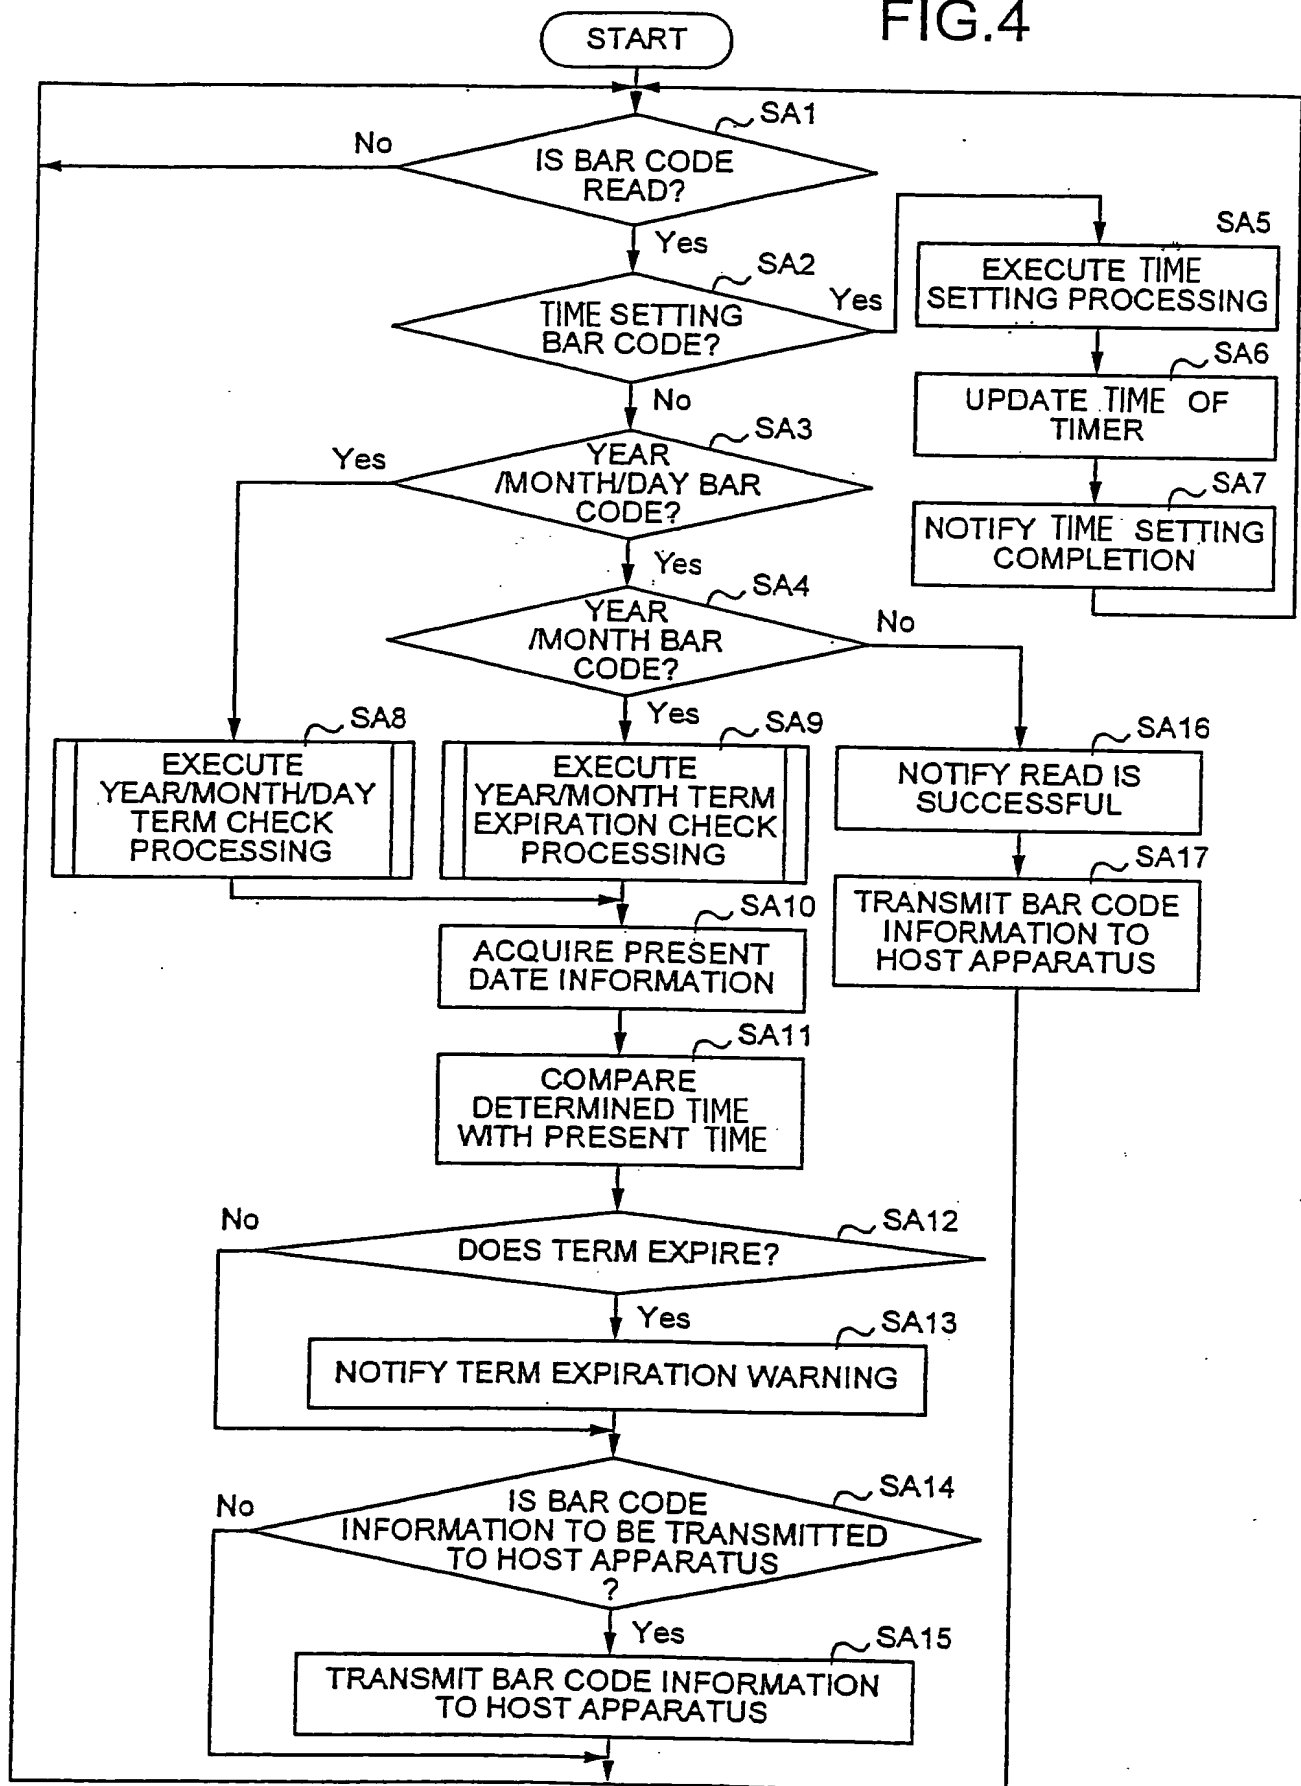 FIG.4
START
SA1
No
IS BAR CODE
READ?
Yes
SA2
Yes
TIME SETTING
BAR CODE?
No
SA5
EXECUTE TIME
SETTING PROCESSING
SA6
UPDATE TIME OF
TIMER
SA7
NOTIFY TIME SETTING
COMPLETION
SA3
Yes
YEAR
/MONTH/DAY BAR
CODE?
Yes
SA4
YEAR
/MONTH BAR
CODE?
No
Yes
SA8
EXECUTE
YEAR/MONTH/DAY
TERM CHECK
PROCESSING
SA9
EXECUTE
YEAR/MONTH TERM
EXPIRATION CHECK
PROCESSING
SA16
NOTIFY READ IS
SUCCESSFUL
SA17
TRANSMIT BAR CODE
INFORMATION TO
HOST APPARATUS
SA10
ACQUIRE PRESENT
DATE INFORMATION
SA11
COMPARE
DETERMINED TIME
WITH PRESENT TIME
SA12
No
DOES TERM EXPIRE?
Yes
SA13
NOTIFY TERM EXPIRATION WARNING
SA14
No
IS BAR CODE
INFORMATION TO BE TRANSMITTED
TO HOST APPARATUS
?
Yes
SA15
TRANSMIT BAR CODE INFORMATION
TO HOST APPARATUS